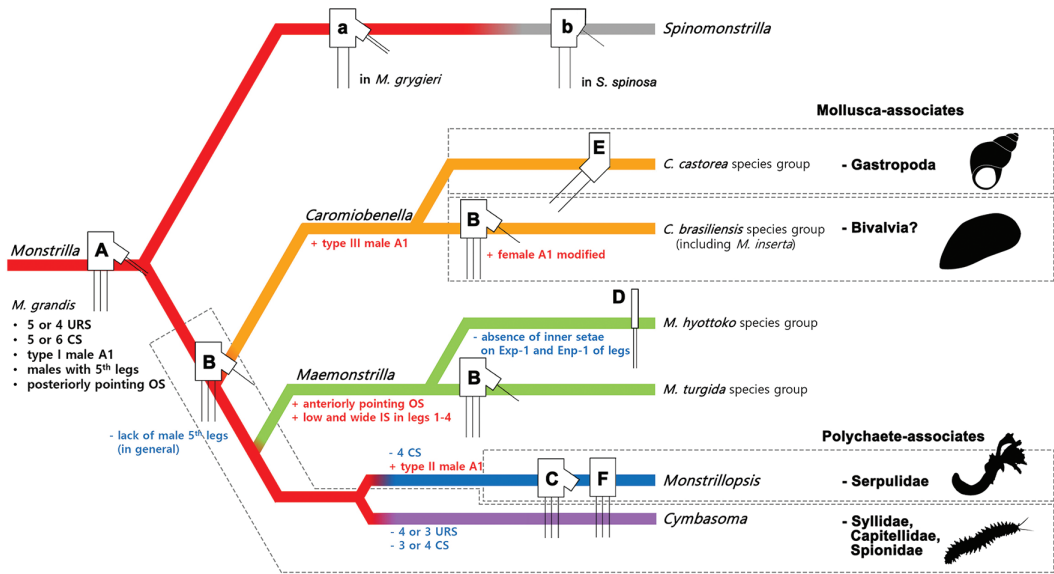 a
b
Spinomonstrilla
in M. grygieri
in S. spinosa
Mollusca-associates
E
C. castorea species group
- Gastropoda
Caromiobenella
+ type III male A1
B
+ female A1 modified
C. brasiliensis species group
(including M. inserta)
- Bivalvia?
Monstrilla
A
M. grandis
• 5 or 4 URS
• 5 or 6 CS
• type I male A1
• males with 5th legs
• posteriorly pointing OS
D
M. hyottoko species group
- absence of inner setae
on Exp-1 and Enp-1 of legs
B
Maemonstrilla
+ anteriorly pointing OS
+ low and wide IS in legs 1-4
B
M. turgida species group
- lack of male 5th legs
(in general)
Polychaete-associates
- 4 CS
+ type II male A1
C
F
Monstrillopsis
- Serpulidae
Cymbasoma
- 4 or 3 URS
- 3 or 4 CS
- Syllidae,
Capitellidae,
Spionidae